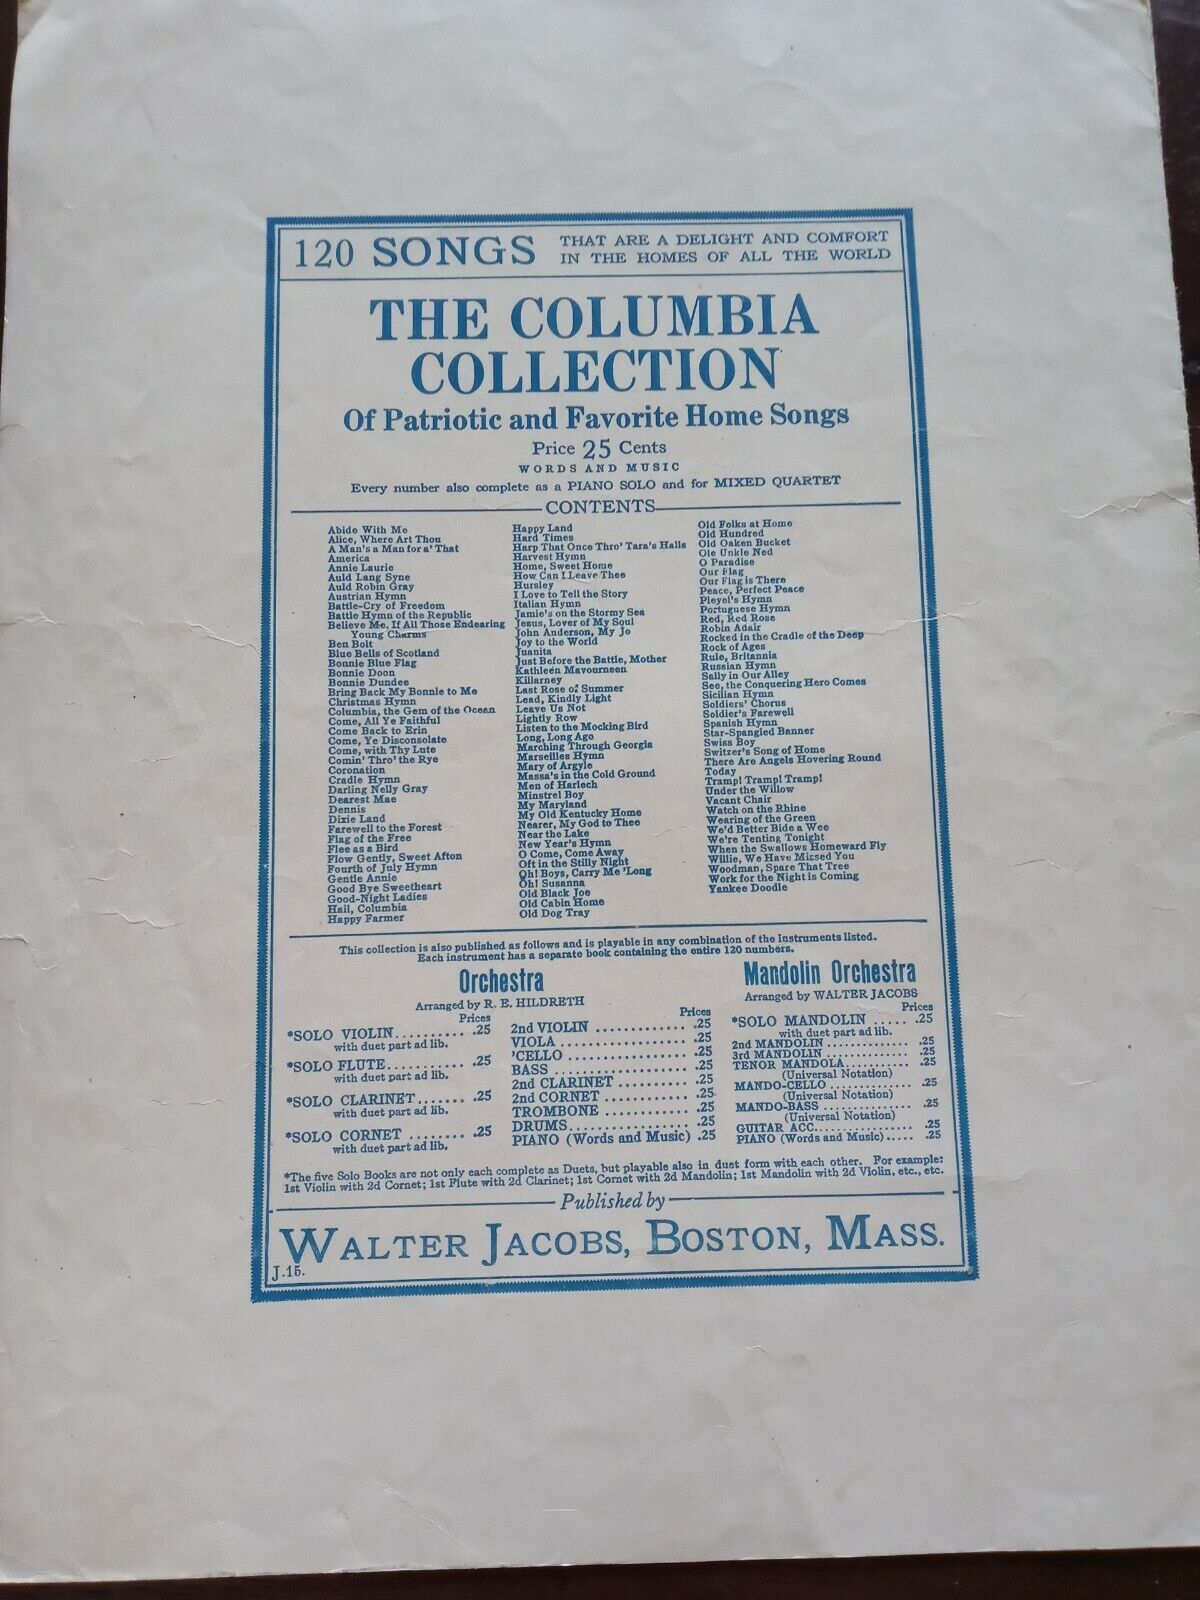 120 SONGS THAT ARE A DELIGHT AND COMFORT
IN THE HOMES OF ALL THE WORLD
THE COLUMBIA
COLLECTION
Of Patriotic and Favorite Home Songs
Price 25 Cents
WORDS AND MUSIC
Every number also complete as a PIANO SOLO and for MIXED QUARTET
CONTENTS
Abide With Me
Alice, Where Art Thou
A Man's a Man for a' That
America
Annie Laurie
Auld Lang Syne
Auld Robin Gray
Austrian Hymn
Battle-Cry of Freedom
Battle Hymn of the Republic
Believe Me, If All Those Endearing
Young Charms
Ben Bolt
Blue Bells of Scotland
Bonnie Blue Flag
Bonnie Doon
Bonnie Dundee
Bring Back My Bonnie to Me
Christmas Hymn
Columbia, the Gem of the Ocean
Come, All Ye Faithful
Come Back to Erin
Come, Ye Disconsolate
Come, with Thy Lute
Comin' Thro' the Rye
Coronation
Cradle Hymn
Darling Nelly Gray
Dearest Mae
Dennis
Dixie Land
Farewell to the Forest
Flag of the Free
Flee as a Bird
Flow Gently, Sweet Afton
Fourth of July Hymn
Gentle Annie
Good Bye Sweetheart
Good-Night Ladies
Hail, Columbia
Happy Farmer
Happy Land
Hard Times
Harp That Once Thro' Tara's Halls
Harvest Hymn
Home, Sweet Home
How Can I Leave Thee
Hursley
I Love to Tell the Story
Italian Hymn
Jamie's on the Stormy Sea
Jesus, Lover of My Soul
John Anderson, My Jo
Joy to the World
Juanita
Just Before the Battle, Mother
Kathleen Mavourneen
Killarney
Last Rose of Summer
Lead, Kindly Light
Leave Us Not
Lightly Row
Listen to the Mocking Bird
Long, Long Ago
Marching Through Georgia
Marseilles Hymn
Mary of Argyle
Massa's in the Cold Ground
Men of Harlech
Minstrel Boy
My Maryland
My Old Kentucky Home
Nearer, My God to Thee
Near the Lake
New Year's Hymn
O Come, Come Away
Oft in the Stilly Night
Oh! Boys, Carry Me 'Long
Oh! Susanna
Old Black Joe
Old Cabin Home
Old Dog Tray
Old Folks at Home
Old Hundred
Old Oaken Bucket
Ole Unkle Ned
O Paradise
Our Flag
Our Flag is There
Peace, Perfect Peace
Pleyel's Hymn
Portuguese Hymn
Red, Red Rose
Robin Adair
Rocked in the Cradle of the Deep
Rock of Ages
Rule, Britannia
Russian Hymn
Sally in Our Alley
See, the Conquering Hero Comes
Sicilian Hymn
Soldiers' Chorus
Soldier's Farewell
Spanish Hymn
Star-Spangled Banner
Swiss Boy
Switzer's Song of Home
There Are Angels Hovering Round
Today
Tramp! Tramp! Tramp!
Under the Willow
Vacant Chair
Watch on the Rhine
Wearing of the Green
We'd Better Bide a Wee
We're Tenting Tonight
When the Swallows Homeward Fly
Willie, We Have Missed You
Woodman, Spare That Tree
Work for the Night is Coming
Yankee Doodle
This collection is also published as follows and is playable in any combination of the instruments listed.
Each instrument has a separate book containing the entire 120 numbers.
Orchestra
Arranged by R. E. HILDRETH
Prices
*SOLO VIOLIN.......... .25
with duet part ad lib.
*SOLO FLUTE........... .25
with duet part ad lib.
*SOLO CLARINET....... .25
with duet part ad lib.
*SOLO CORNET ........ .25
with duet part ad lib.
Prices
2nd VIOLIN ............. .25
VIOLA .................. .25
'CELLO ................. .25
BASS ................... .25
2nd CLARINET .......... .25
2nd CORNET ............ .25
TROMBONE ............. .25
DRUMS.................. .25
PIANO (Words and Music) .25
Mandolin Orchestra
Arranged by WALTER JACOBS
Prices
*SOLO MANDOLIN ..... .25
with duet part ad lib.
2nd MANDOLIN ............. .25
3rd MANDOLIN ............. .25
TENOR MANDOLA........... .25
(Universal Notation)
MANDO-CELLO ............. .25
(Universal Notation)
MANDO-BASS .............. .25
(Universal Notation)
GUITAR ACC................ .25
PIANO (Words and Music)..... .25
*The five Solo Books are not only each complete as Duets, but playable also in duet form with each other. For example:
1st Violin with 2d Cornet; 1st Flute with 2d Clarinet; 1st Cornet with 2d Mandolin; 1st Mandolin with 2d Violin, etc., etc.
Published by
WALTER JACOBS, BOSTON, MASS.
J.15.